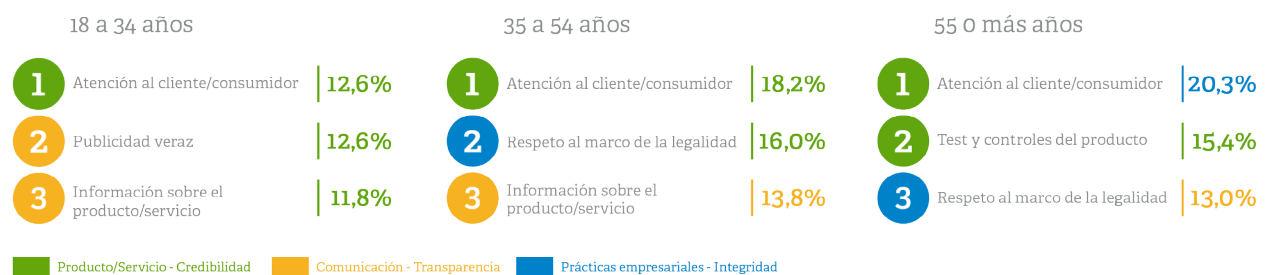 18 a 34 años
1 Atención al cliente/consumidor 12,6%
2 Publicidad veraz 12,6%
3 Información sobre el
producto/servicio 11,8%
35 a 54 años
1 Atención al cliente/consumidor 18,2%
2 Respeto al marco de la legalidad 16,0%
3 Información sobre el
producto/servicio 13,8%
55 0 más años
1 Atención al cliente/consumidor 20,3%
2 Test y controles del producto 15,4%
3 Respeto al marco de la legalidad 13,0%
Producto/Servicio - Credibilidad
Comunicación - Transparencia
Prácticas empresariales - Integridad